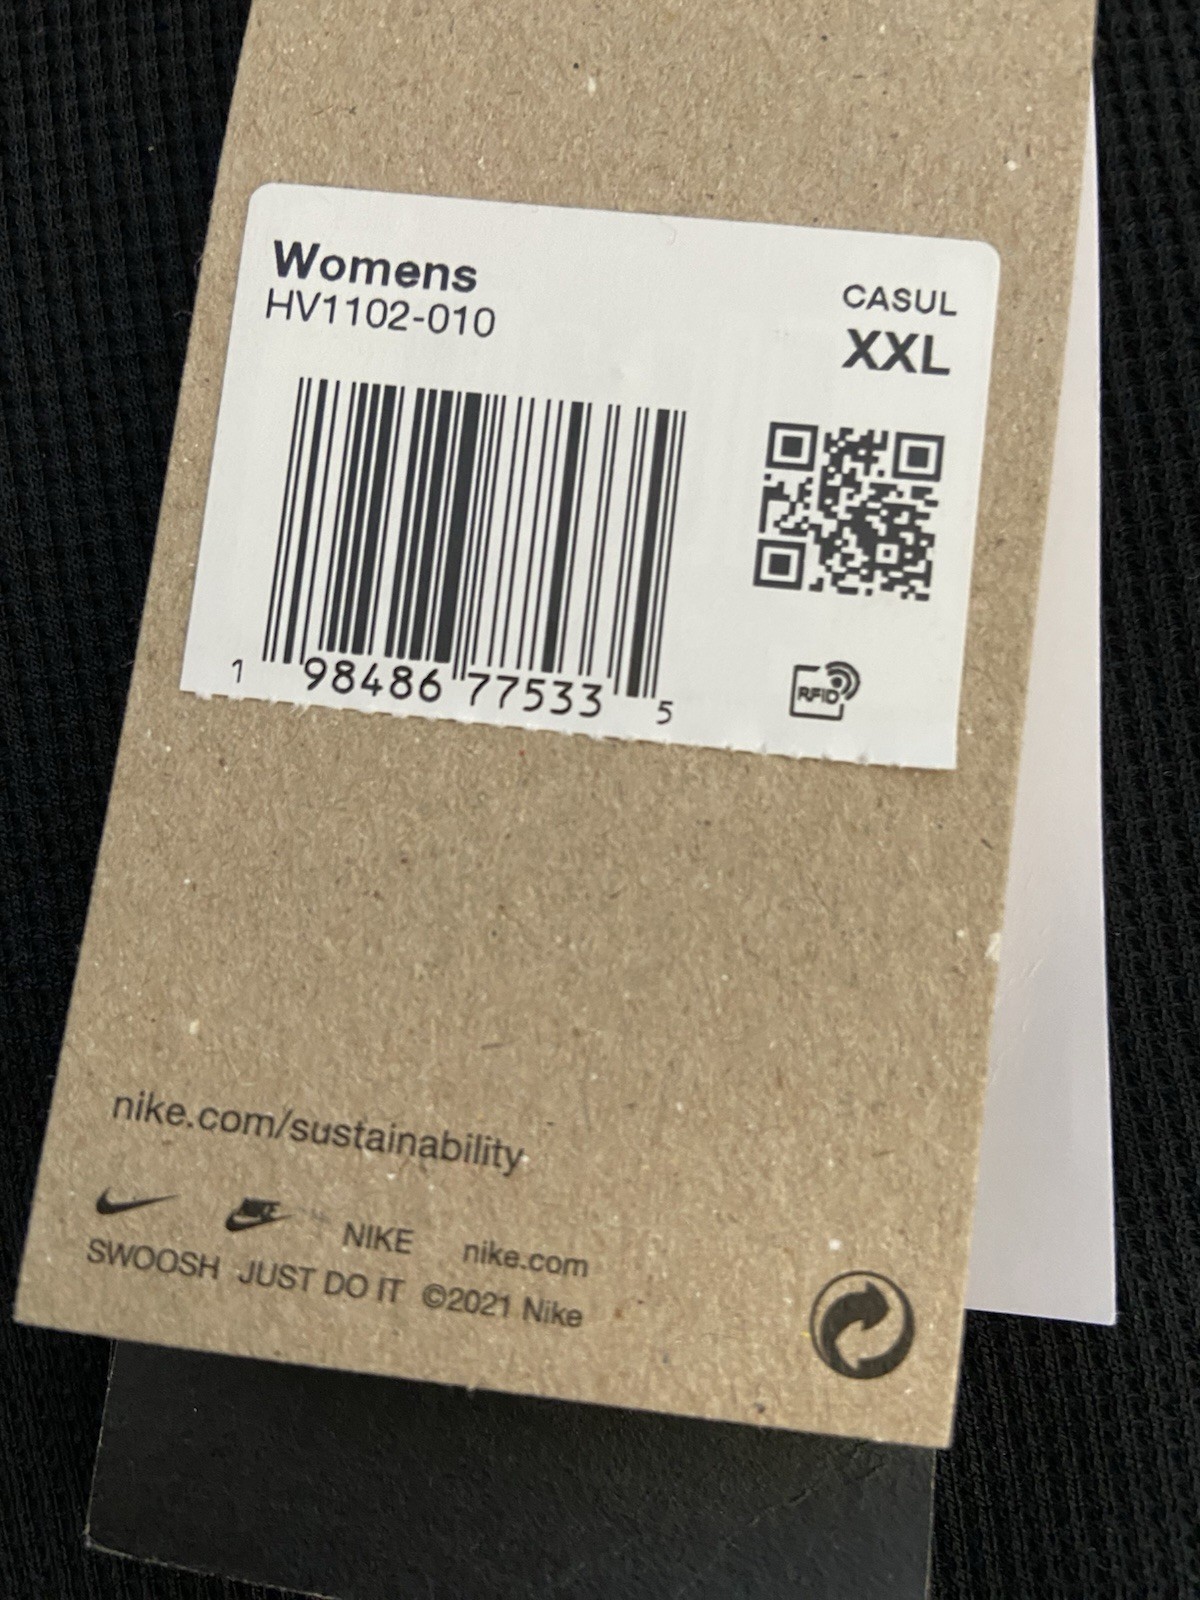 Womens
HV1102-010
CASUL
XXL
1 98486 77533 5
RFID
nike.com/sustainability
NIKE NIKE nike.com
SWOOSH JUST DO IT ©2021 Nike